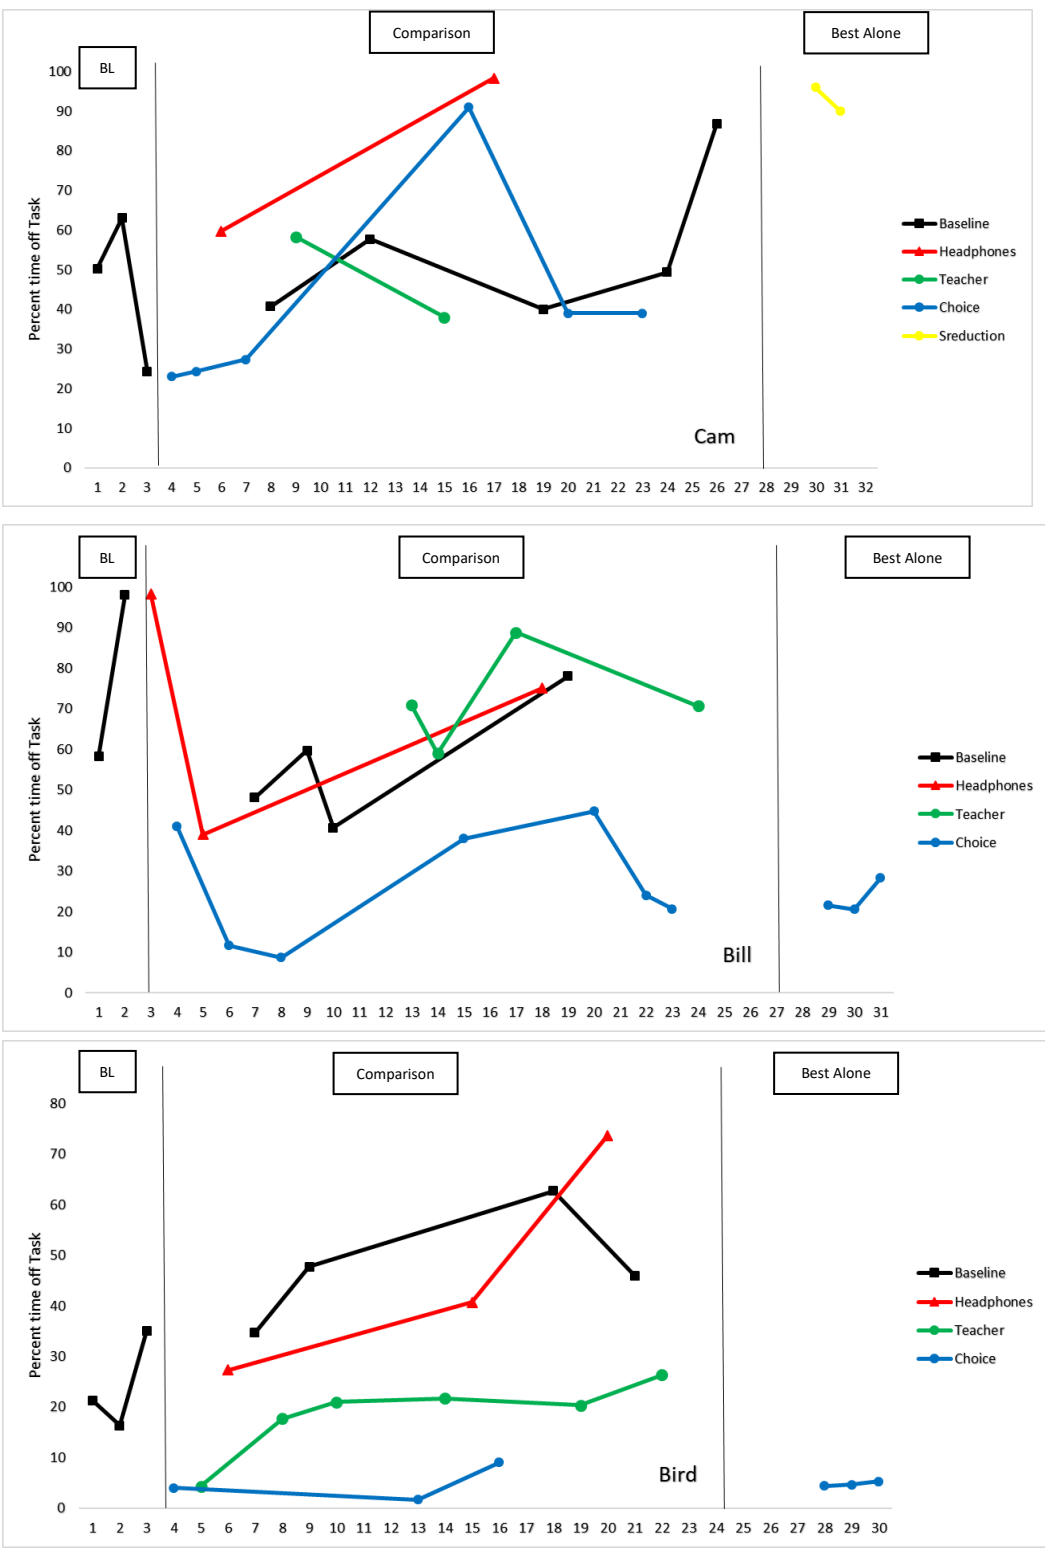 BL
Comparison
Best Alone
Percent time off Task
100
90
80
70
60
50
40
30
20
10
0
Baseline
Headphones
Teacher
Choice
Sreduction
Cam
1 2 3 4 5 6 7 8 9 10 11 12 13 14 15 16 17 18 19 20 21 22 23 24 25 26 27 28 29 30 31 32
BL
Comparison
Best Alone
Percent time off Task
100
90
80
70
60
50
40
30
20
10
0
Baseline
Headphones
Teacher
Choice
Bill
1 2 3 4 5 6 7 8 9 10 11 12 13 14 15 16 17 18 19 20 21 22 23 24 25 26 27 28 29 30 31
BL
Comparison
Best Alone
Percent time off Task
80
70
60
50
40
30
20
10
0
Baseline
Headphones
Teacher
Choice
Bird
1 2 3 4 5 6 7 8 9 10 11 12 13 14 15 16 17 18 19 20 21 22 23 24 25 26 27 28 29 30